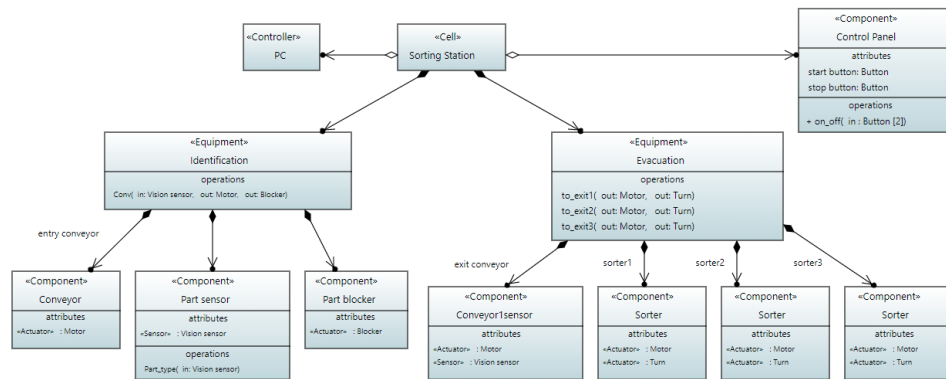 «Controller»
PC
«Cell»
Sorting Station
«Component»
Control Panel
attributes
start button: Button
stop button: Button
operations
+ on_off( in : Button [2])
«Equipment»
Identification
operations
Conv( in: Vision sensor, out: Motor, out: Blocker)
«Equipment»
Evacuation
operations
to_exit1( out: Motor, out: Turn)
to_exit2( out: Motor, out: Turn)
to_exit3( out: Motor, out: Turn)
entry conveyor
exit conveyor
sorter1
sorter2
sorter3
«Component»
Conveyor
attributes
«Actuator» : Motor
«Component»
Part sensor
attributes
«Sensor» : Vision sensor
operations
Part_type( in: Vision sensor)
«Component»
Part blocker
attributes
«Actuator» : Blocker
«Component»
Conveyor1sensor
attributes
«Actuator» : Motor
«Sensor» : Vision sensor
«Component»
Sorter
attributes
«Actuator» : Motor
«Actuator» : Turn
«Component»
Sorter
attributes
«Actuator» : Motor
«Actuator» : Turn
«Component»
Sorter
attributes
«Actuator» : Motor
«Actuator» : Turn